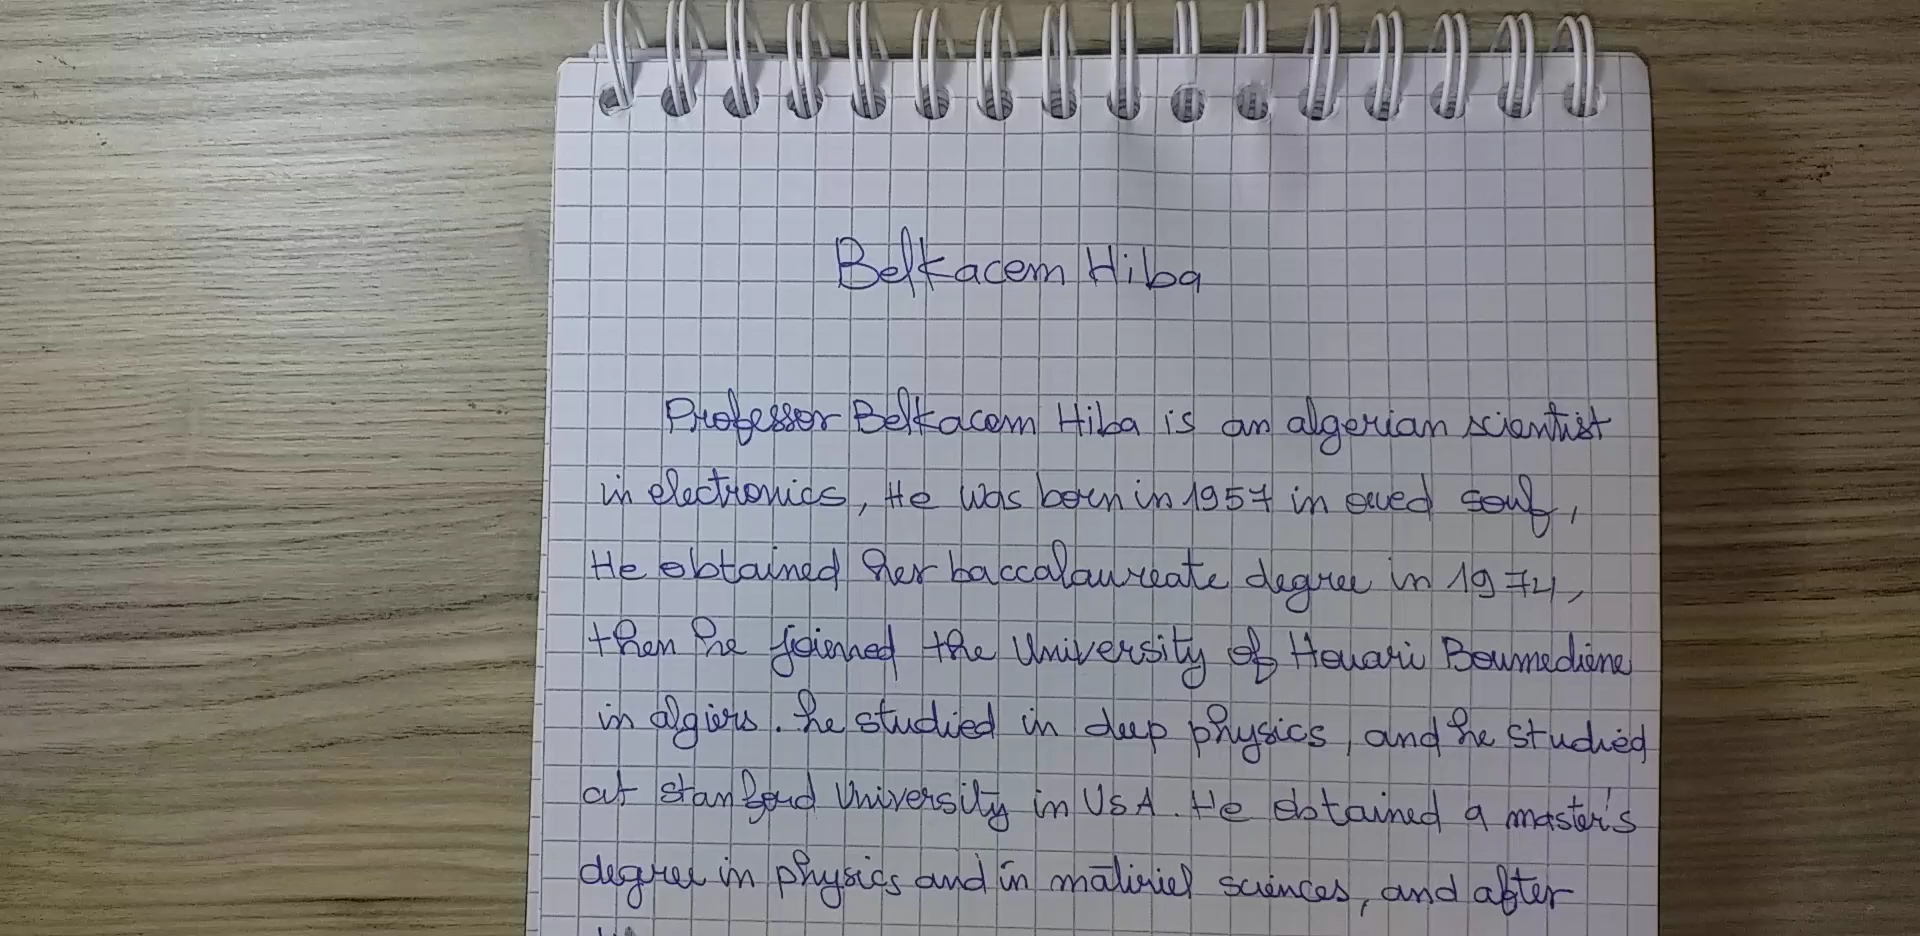 Belkacem Hiba
Professor Belkacem Hiba is an algerian scientist
in electronics, He was born in 1957 in oued souf,
He obtained her baccalaureate degree in 1974,
then he joienned the University of Houari Boumediene
in algiers. he studied in deep physics, and he studied
at stanford University in USA. He obtained a master's
degree in physics and in matiriel sciences, and after